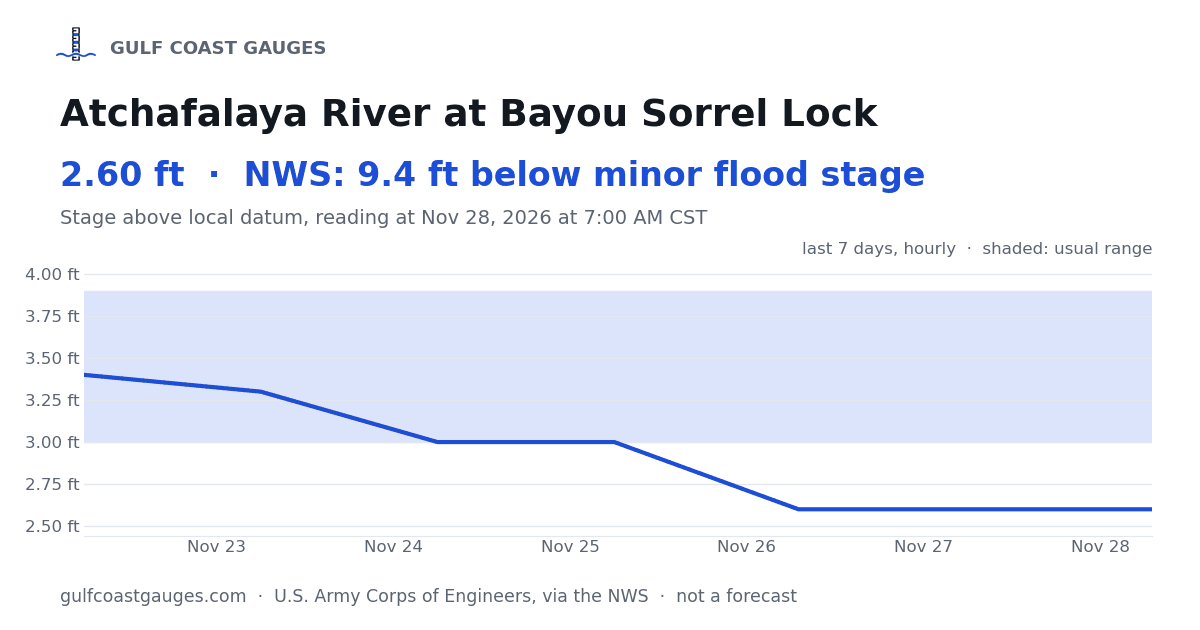 GULF COAST GAUGES
Atchafalaya River at Bayou Sorrel Lock
2.60 ft · NWS: 9.4 ft below minor flood stage
Stage above local datum, reading at Nov 28, 2026 at 7:00 AM CST
last 7 days, hourly · shaded: usual range
4.00 ft
3.75 ft
3.50 ft
3.25 ft
3.00 ft
2.75 ft
2.50 ft
Nov 23 Nov 24 Nov 25 Nov 26 Nov 27 Nov 28
gulfcoastgauges.com · U.S. Army Corps of Engineers, via the NWS · not a forecast